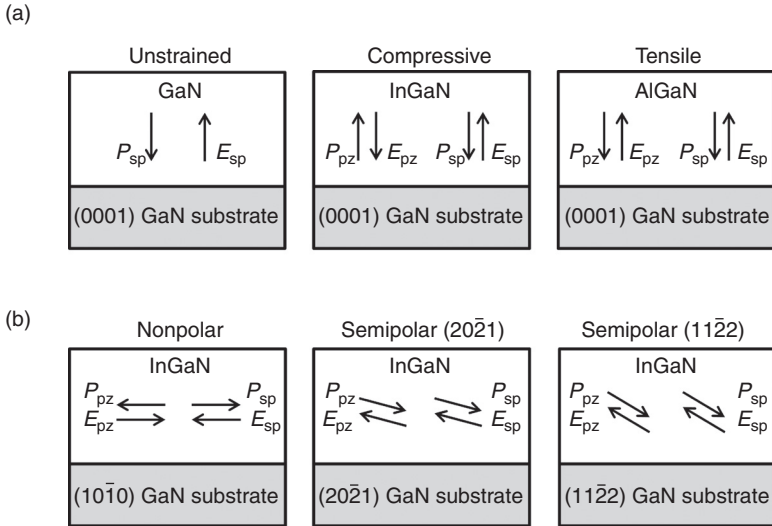 (a)
Unstrained Compressive Tensile
GaN InGaN AlGaN
Psp Esp Ppz Epz Psp Esp Ppz Epz Psp Esp
(0001) GaN substrate (0001) GaN substrate (0001) GaN substrate
(b)
Nonpolar Semipolar (202̄1) Semipolar (112̄2)
InGaN InGaN InGaN
Ppz Psp Ppz Psp Ppz Psp
Epz Esp Epz Esp Epz Esp
(101̄0) GaN substrate (202̄1) GaN substrate (112̄2) GaN substrate